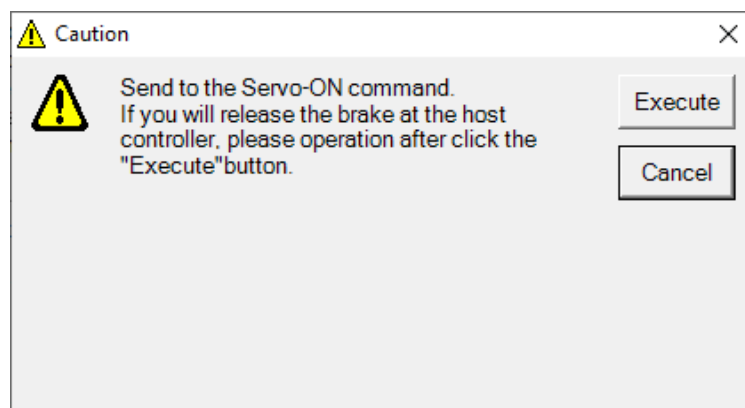 Caution
Send to the Servo-ON command.
If you will release the brake at the host
controller, please operation after click the
"Execute"button.
Execute
Cancel